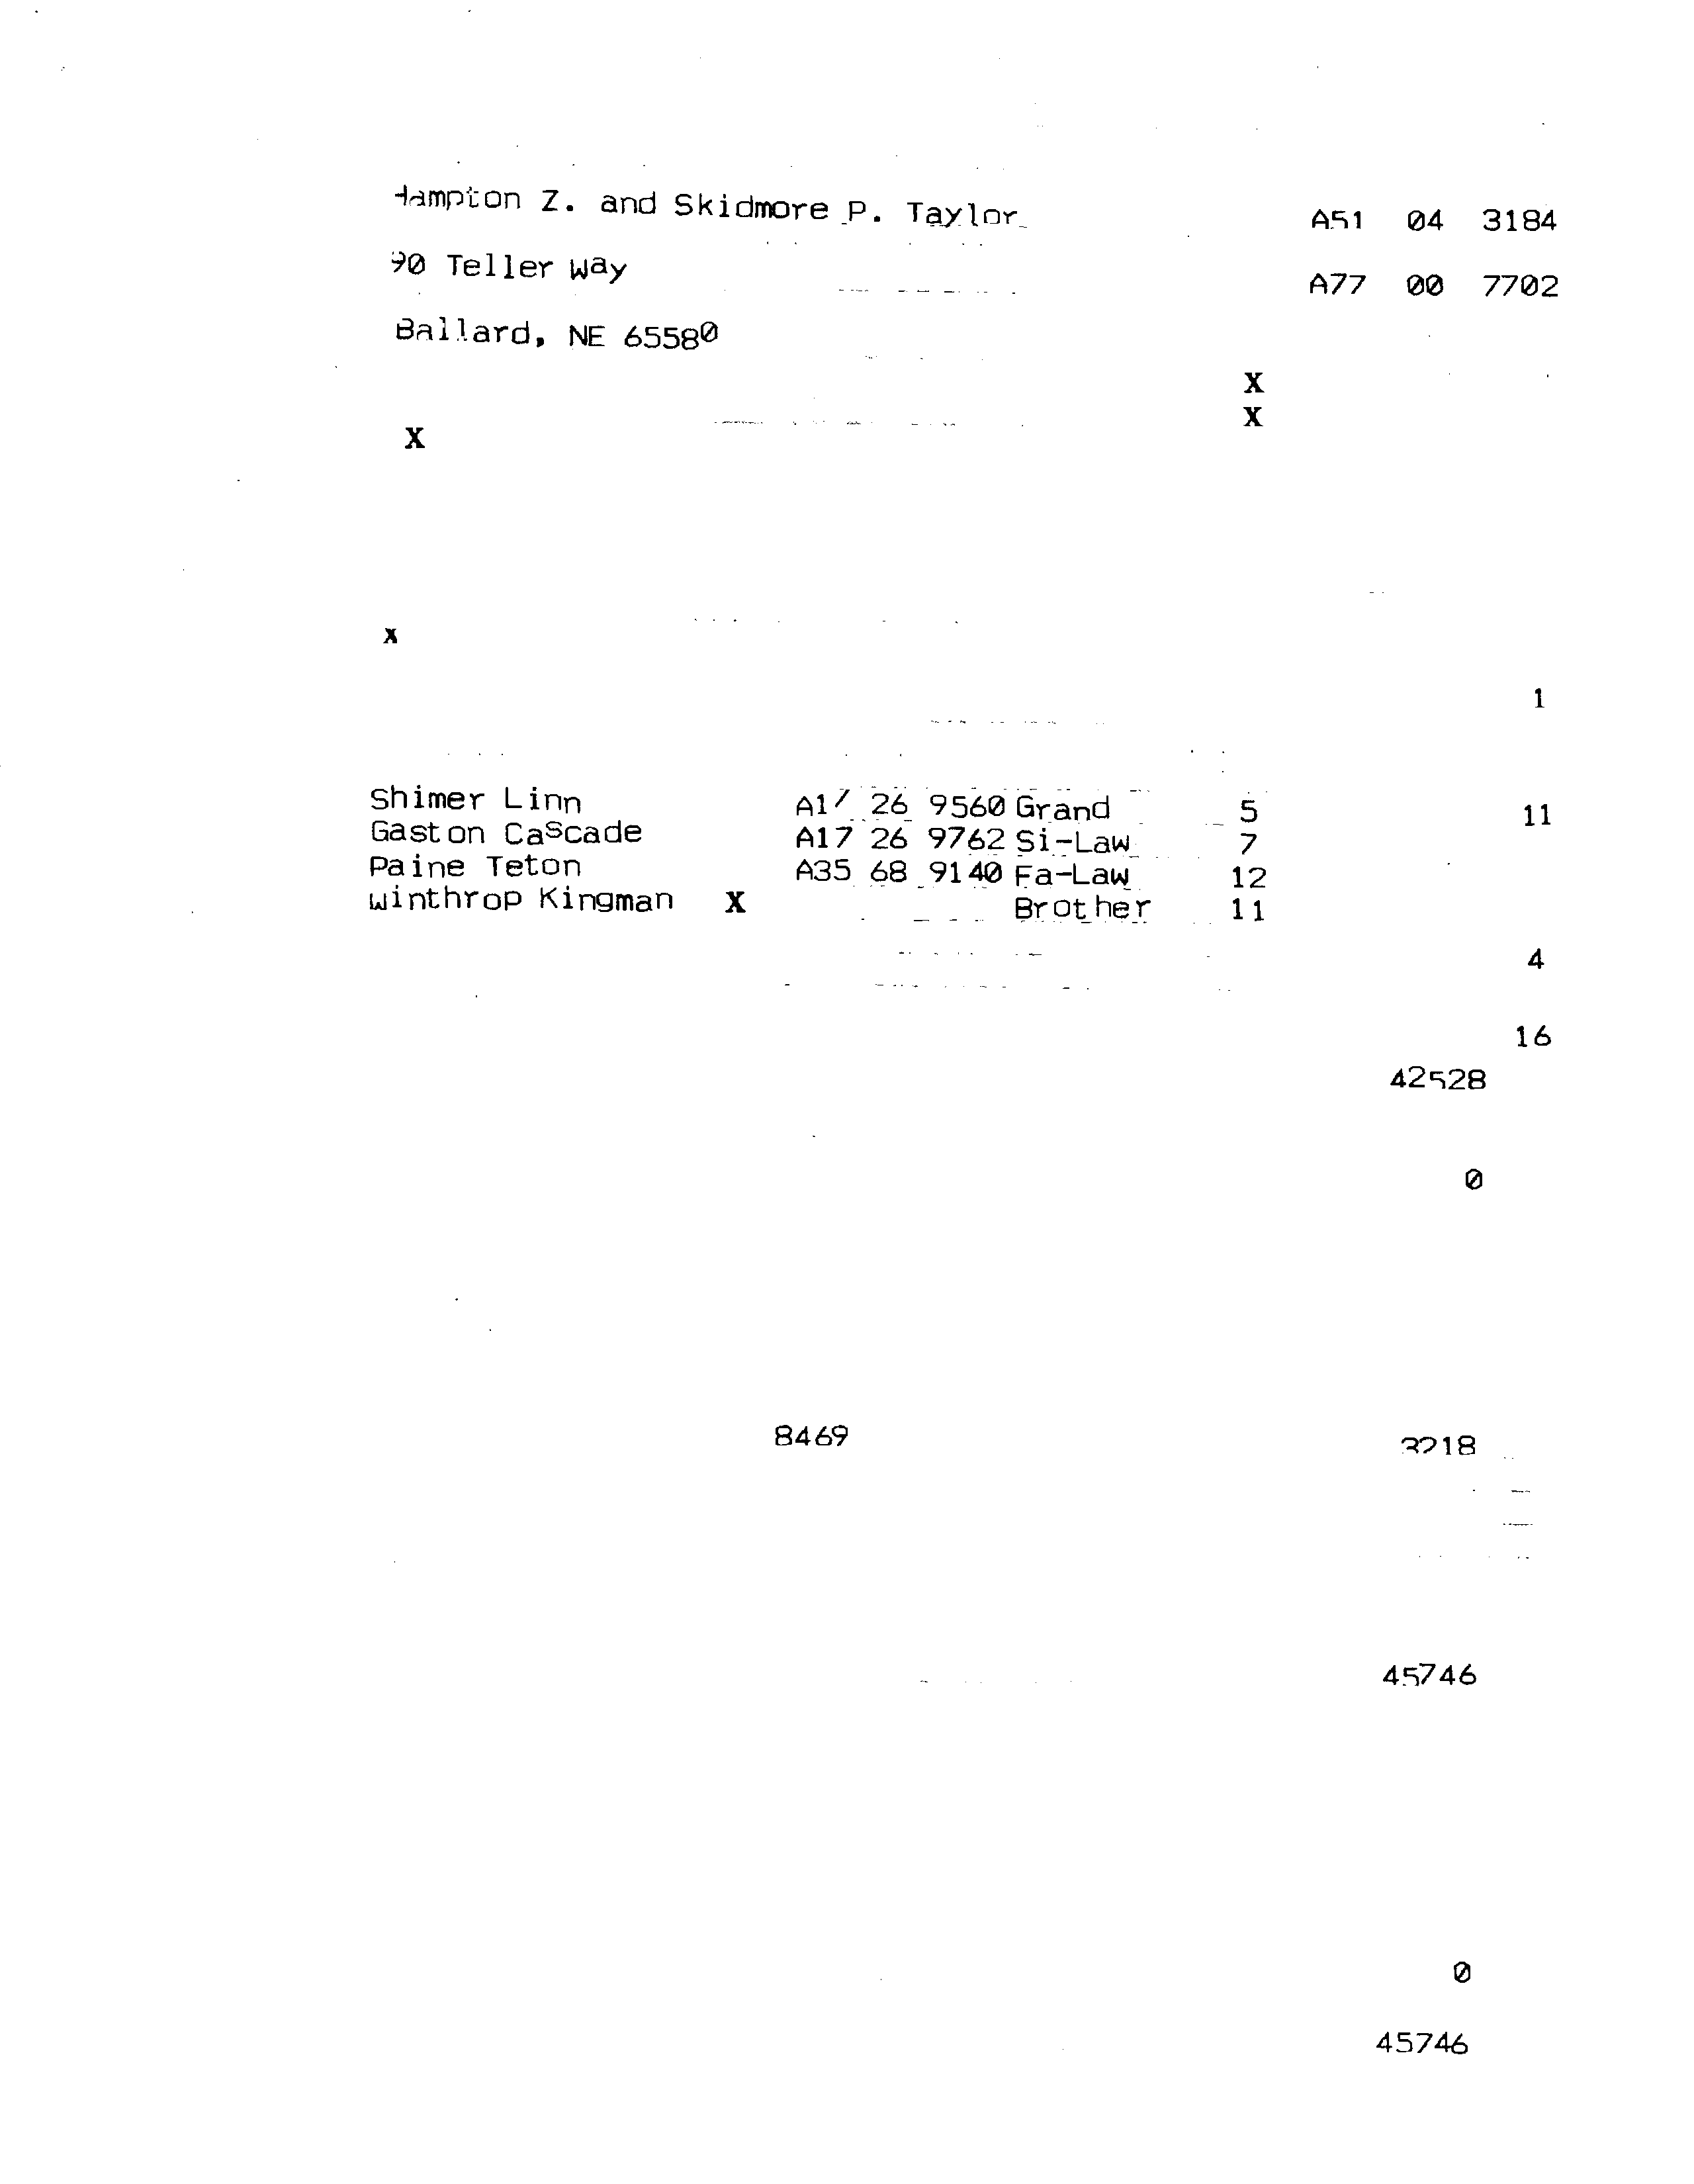 Hampton Z. and Skidmore P. Taylor A51 04 3184
90 Teller Way A77 00 7702
Ballard, NE 65580
X
X
X
X
1
Shimer Linn A17 26 9560 Grand 5 11
Gaston Cascade A17 26 9762 Si-Law 7
Paine Teton A35 68 9140 Fa-Law 12
Winthrop Kingman X Brother 11
4
16
42528
0
8469 3218
45746
0
45746